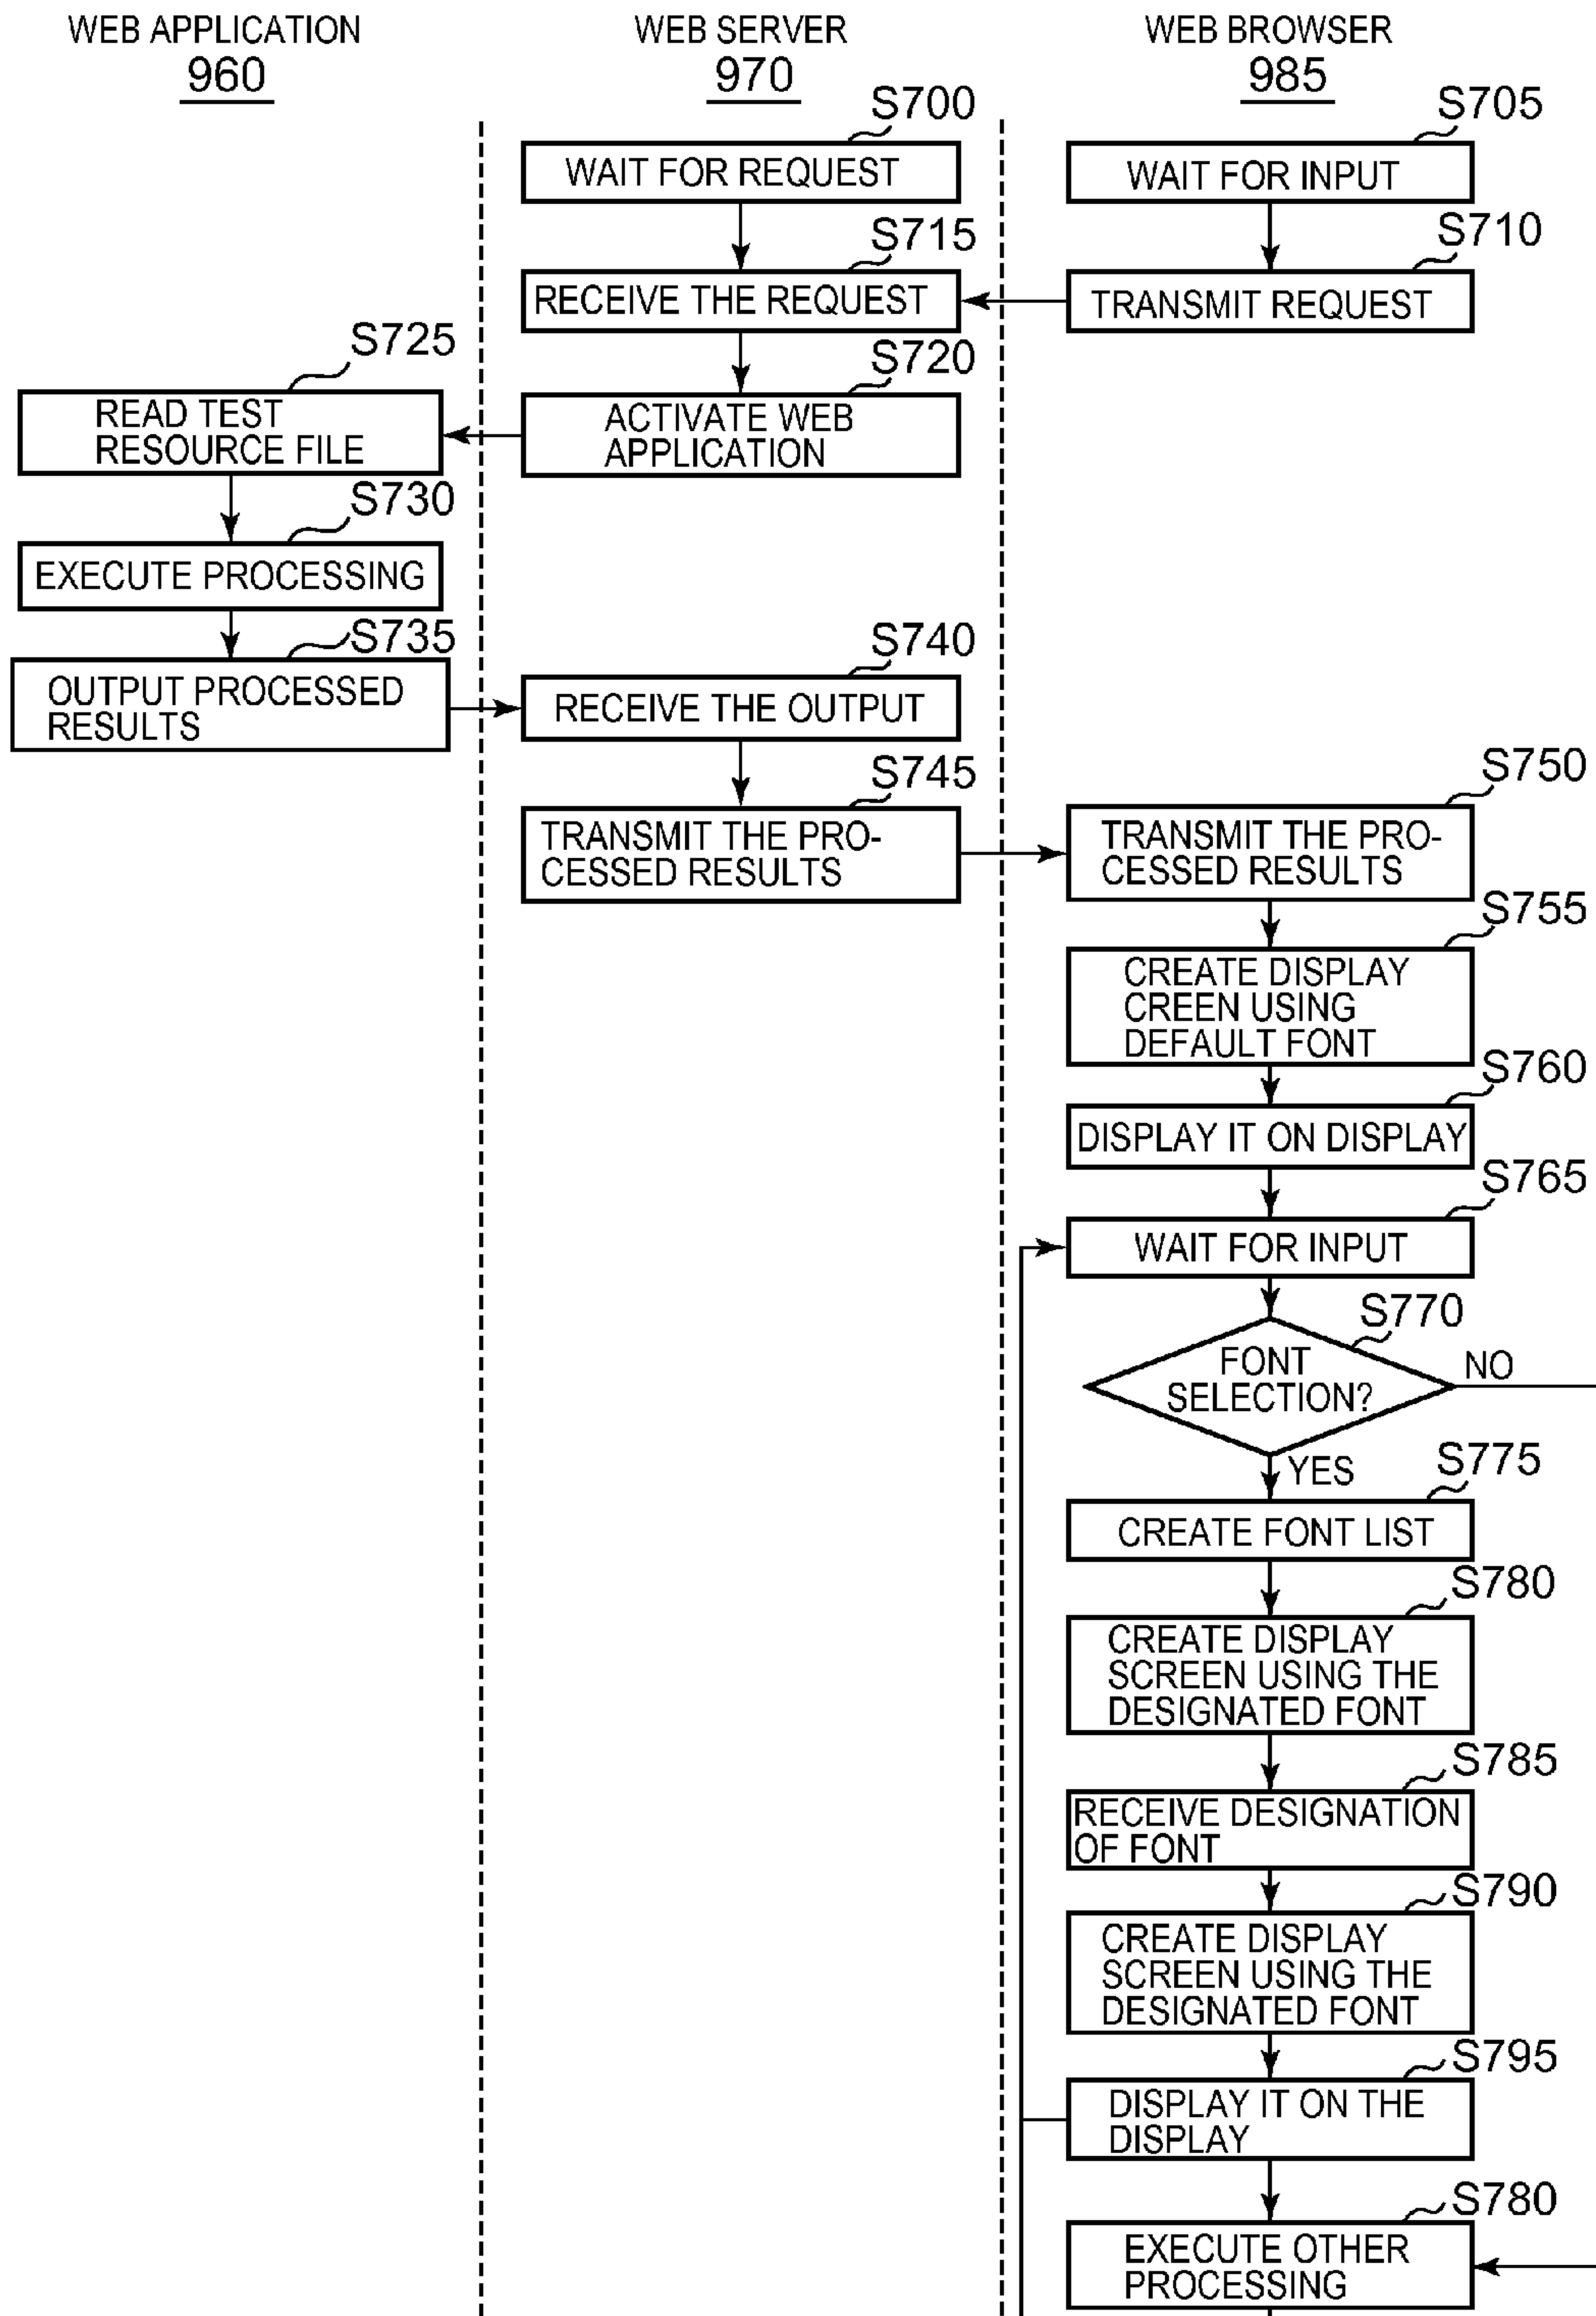 WEB APPLICATION
960
WEB SERVER
970
WEB BROWSER
985
S700
WAIT FOR REQUEST
S705
WAIT FOR INPUT
S710
TRANSMIT REQUEST
S715
RECEIVE THE REQUEST
S720
ACTIVATE WEB
APPLICATION
S725
READ TEST
RESOURCE FILE
S730
EXECUTE PROCESSING
S735
OUTPUT PROCESSED
RESULTS
S740
RECEIVE THE OUTPUT
S745
TRANSMIT THE PRO-
CESSED RESULTS
S750
TRANSMIT THE PRO-
CESSED RESULTS
S755
CREATE DISPLAY
CREEN USING
DEFAULT FONT
S760
DISPLAY IT ON DISPLAY
S765
WAIT FOR INPUT
S770
FONT
SELECTION?
NO
YES
S775
CREATE FONT LIST
S780
CREATE DISPLAY
SCREEN USING THE
DESIGNATED FONT
S785
RECEIVE DESIGNATION
OF FONT
S790
CREATE DISPLAY
SCREEN USING THE
DESIGNATED FONT
S795
DISPLAY IT ON THE
DISPLAY
S780
EXECUTE OTHER
PROCESSING